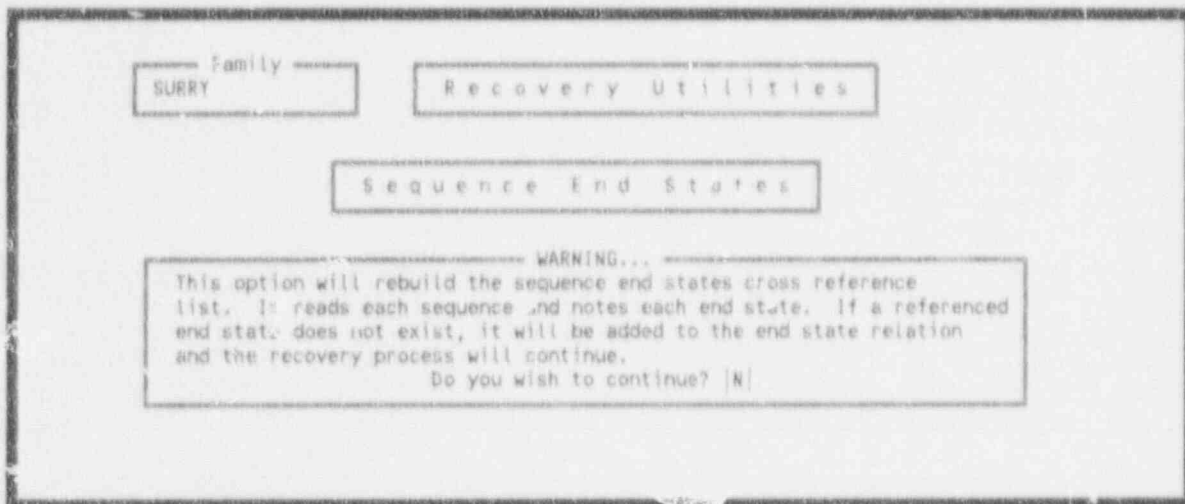 Family
SURRY
Recovery Utilities
Sequence End States
WARNING...
This option will rebuild the sequence end states cross reference
list. It reads each sequence and notes each end state. If a referenced
end state does not exist, it will be added to the end state relation
and the recovery process will continue.
Do you wish to continue? |N|